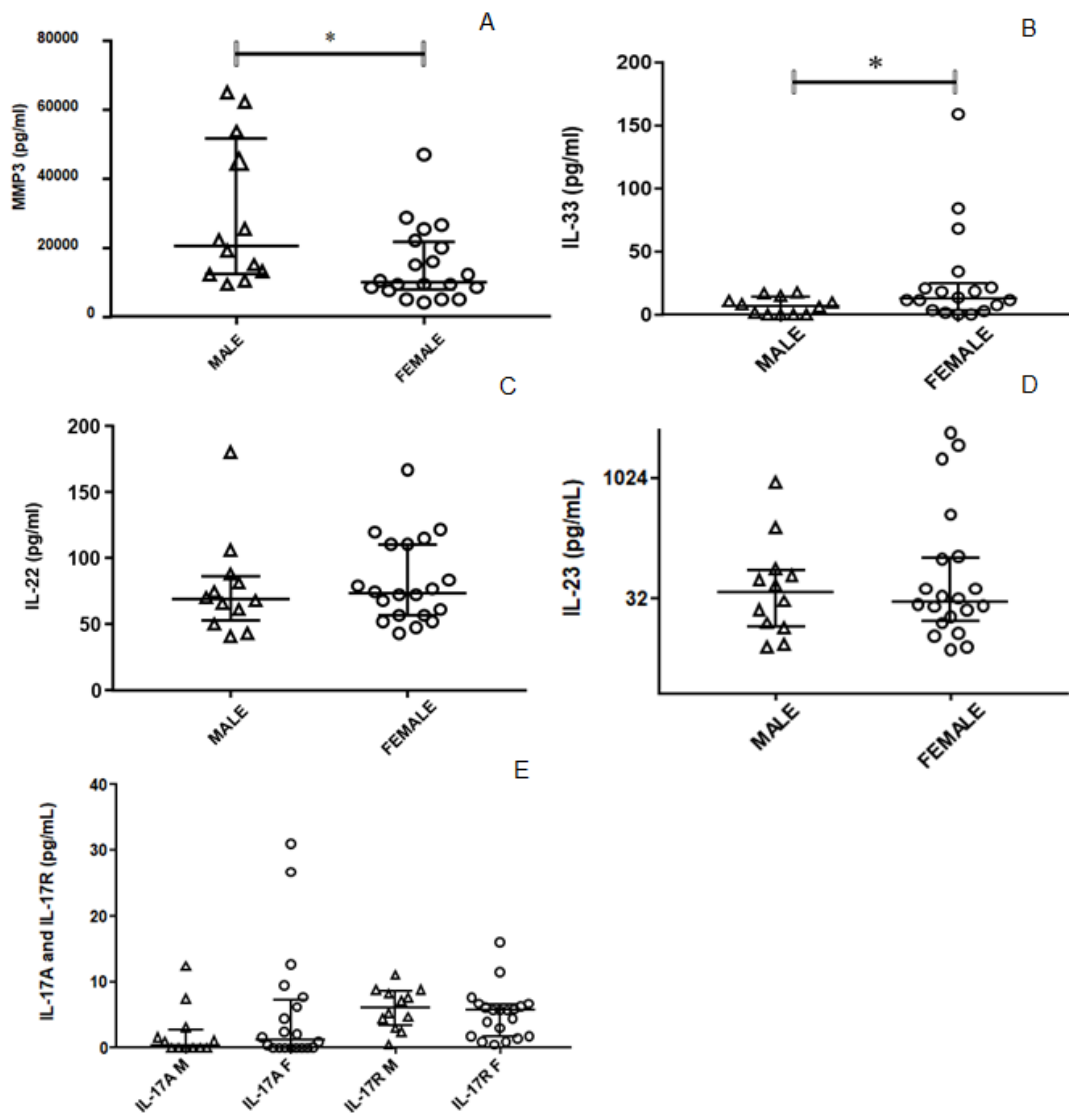 A
80000
60000
40000
20000
0
MMP3 (pg/ml)
*
MALE
FEMALE
B
200
150
100
50
0
IL-33 (pg/ml)
*
MALE
FEMALE
C
200
150
100
50
0
IL-22 (pg/ml)
MALE
FEMALE
D
1024
32
IL-23 (pg/mL)
MALE
FEMALE
E
40
30
20
10
0
IL-17A and IL-17R (pg/mL)
IL-17A M
IL-17A F
IL-17R M
IL-17R F